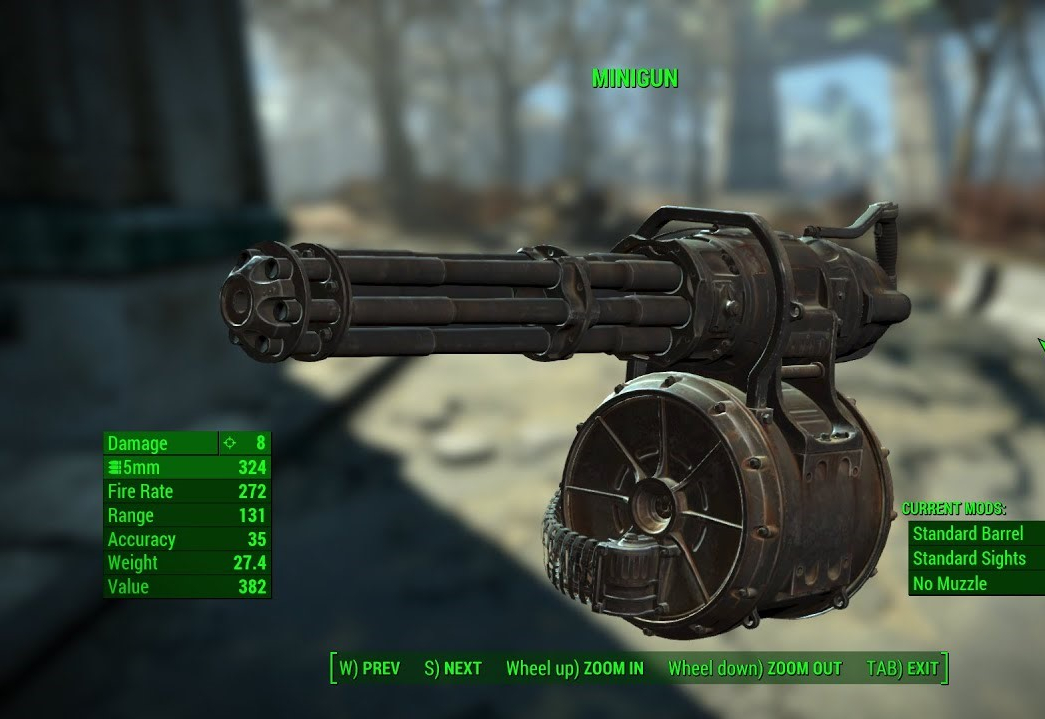 MINIGUN
Damage 8
5mm 324
Fire Rate 272
Range 131
Accuracy 35
Weight 27.4
Value 382
CURRENT MODS:
Standard Barrel
Standard Sights
No Muzzle
W) PREV S) NEXT Wheel up) ZOOM IN Wheel down) ZOOM OUT TAB) EXIT